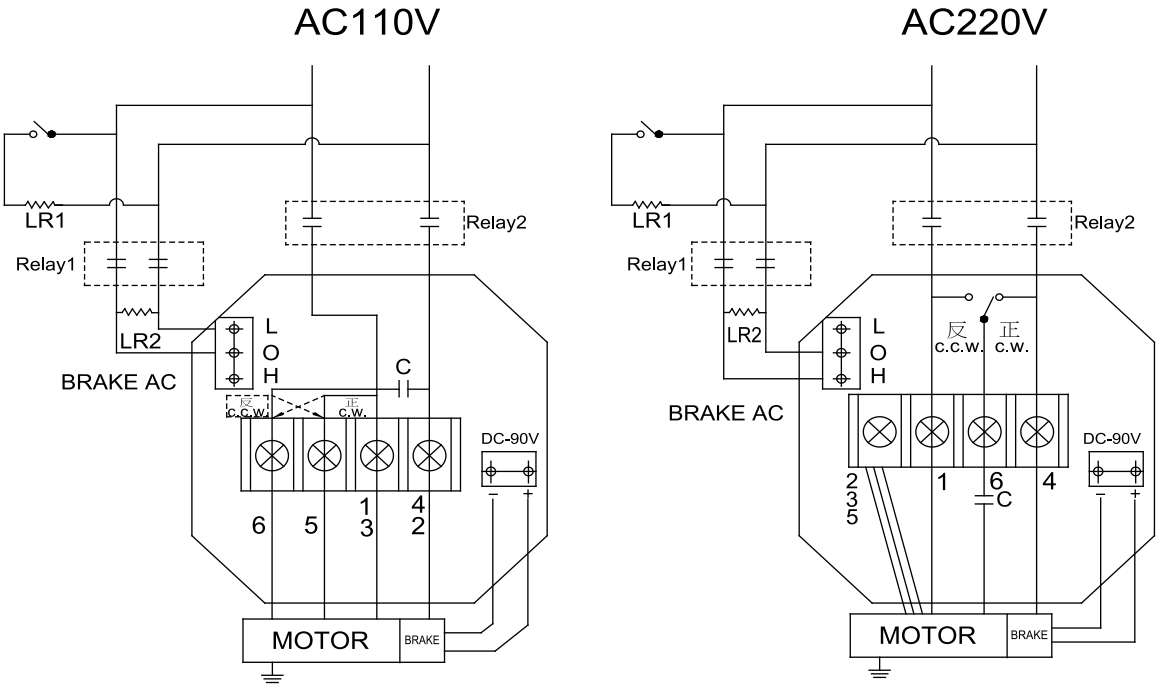 AC110V
LR1
Relay2
Relay1
LR2
L
O
H
BRAKE AC
C
反
C.C.W.
正
C.W.
DC-90V
- +
6
5
1
3
4
2
MOTOR
BRAKE
AC220V
LR1
Relay2
Relay1
LR2
L
O
H
BRAKE AC
反
C.C.W.
正
C.W.
DC-90V
- +
2
3
5
1
6
C
4
MOTOR
BRAKE